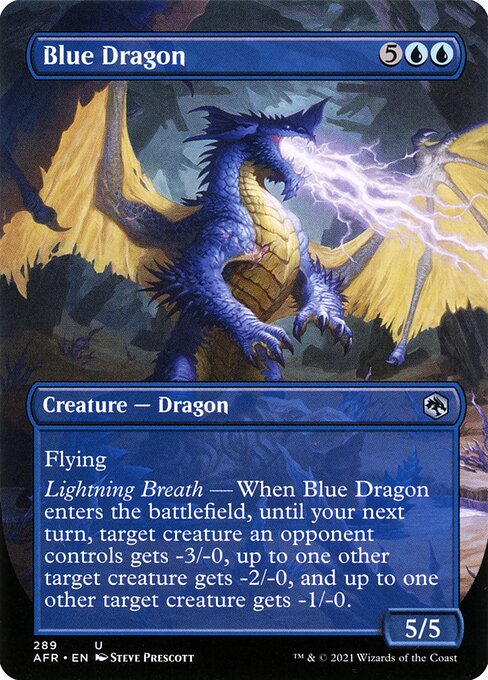 Blue Dragon 5
Creature — Dragon
Flying
Lightning Breath — When Blue Dragon
enters the battlefield, until your next
turn, target creature an opponent
controls gets -3/-0, up to one other
target creature gets -2/-0, and up to one
other target creature gets -1/-0.
5/5
289 U
AFR • EN Steve Prescott ™ & © 2021 Wizards of the Coast